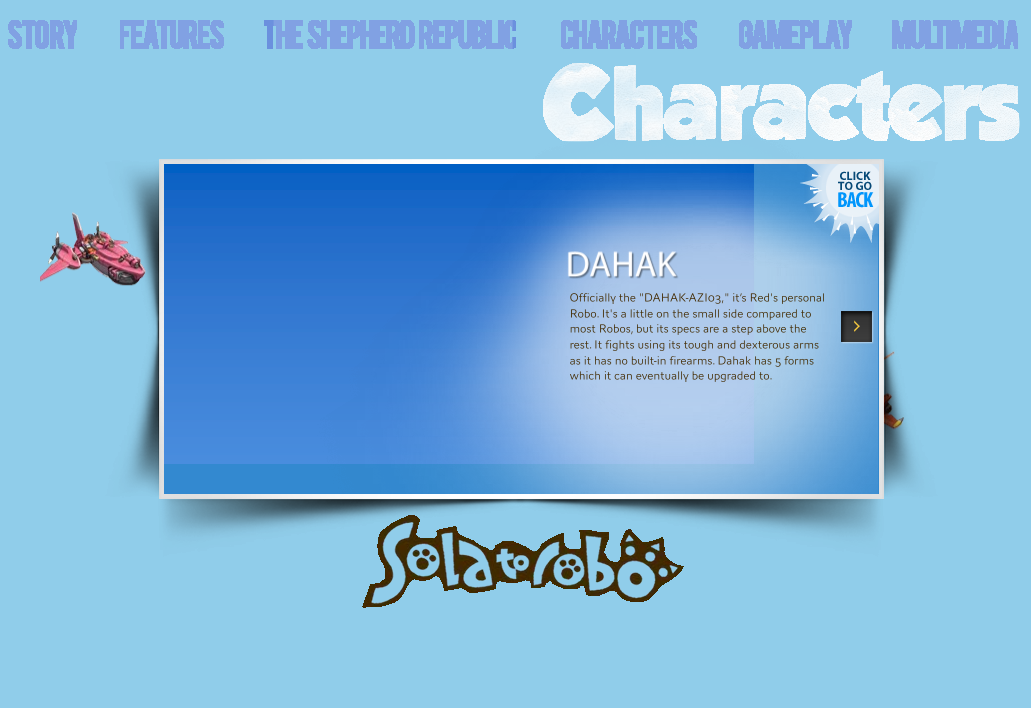 STORY FEATURES THE SHEPHERD REPUBLIC CHARACTERS GAMEPLAY MULTIMEDIA
Characters
CLICK
TO GO
BACK
DAHAK
Officially the "DAHAK-AZI03," it's Red's personal
Robo. It's a little on the small side compared to
most Robos, but its specs are a step above the
rest. It fights using its tough and dexterous arms
as it has no built-in firearms. Dahak has 5 forms
which it can eventually be upgraded to.
Solatorobo